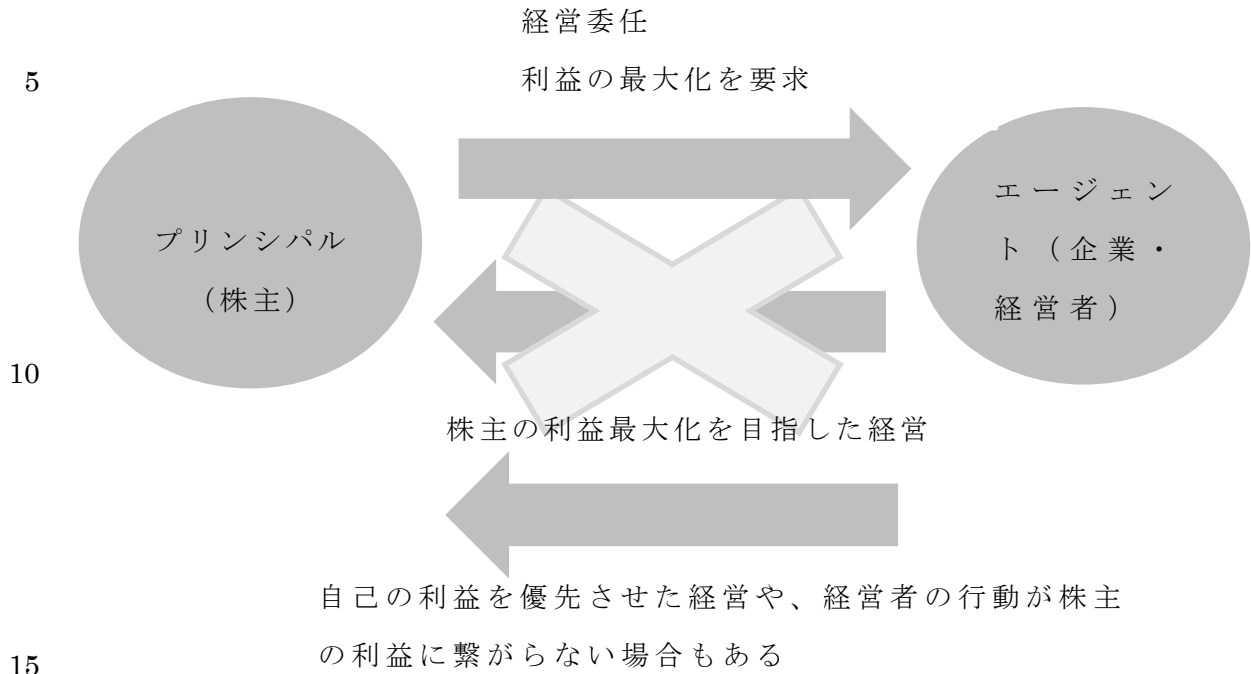 経営委任
5
利益の最大化を要求
プリンシパル
（株主）
エージェン
ト（企業・
経営者）
10
株主の利益最大化を目指した経営
自己の利益を優先させた経営や、経営者の行動が株主
15
の利益に繋がらない場合もある